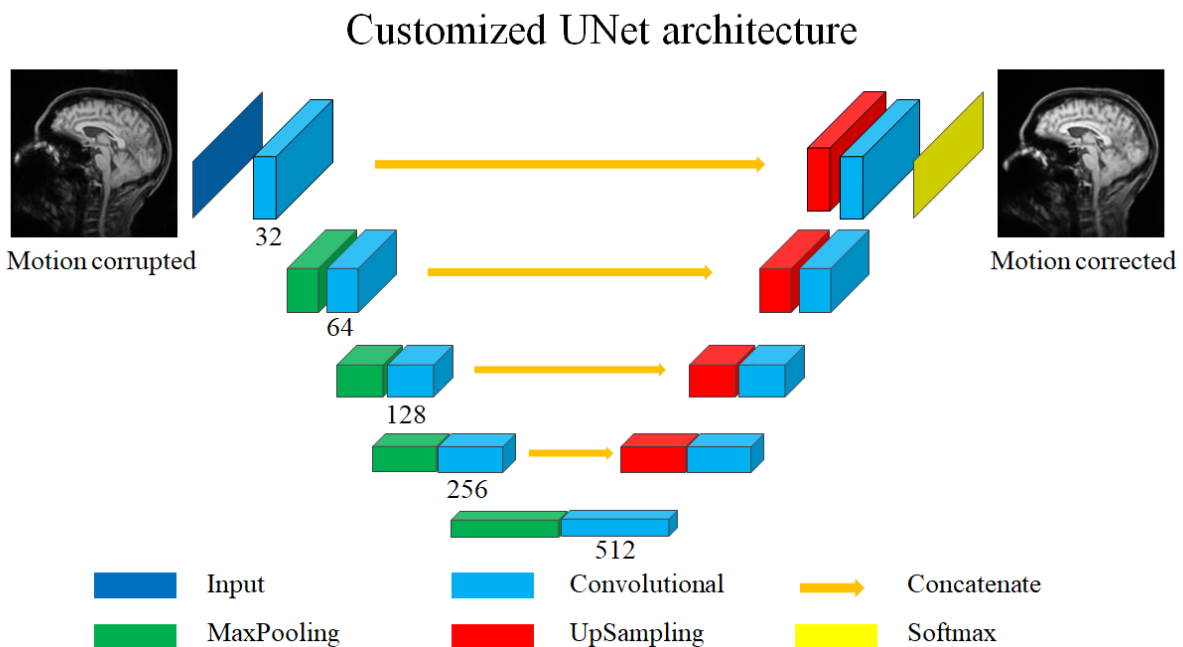 Customized UNet architecture
Motion corrupted
32
Motion corrected
64
128
256
512
Input
Convolutional
Concatenate
MaxPooling
UpSampling
Softmax